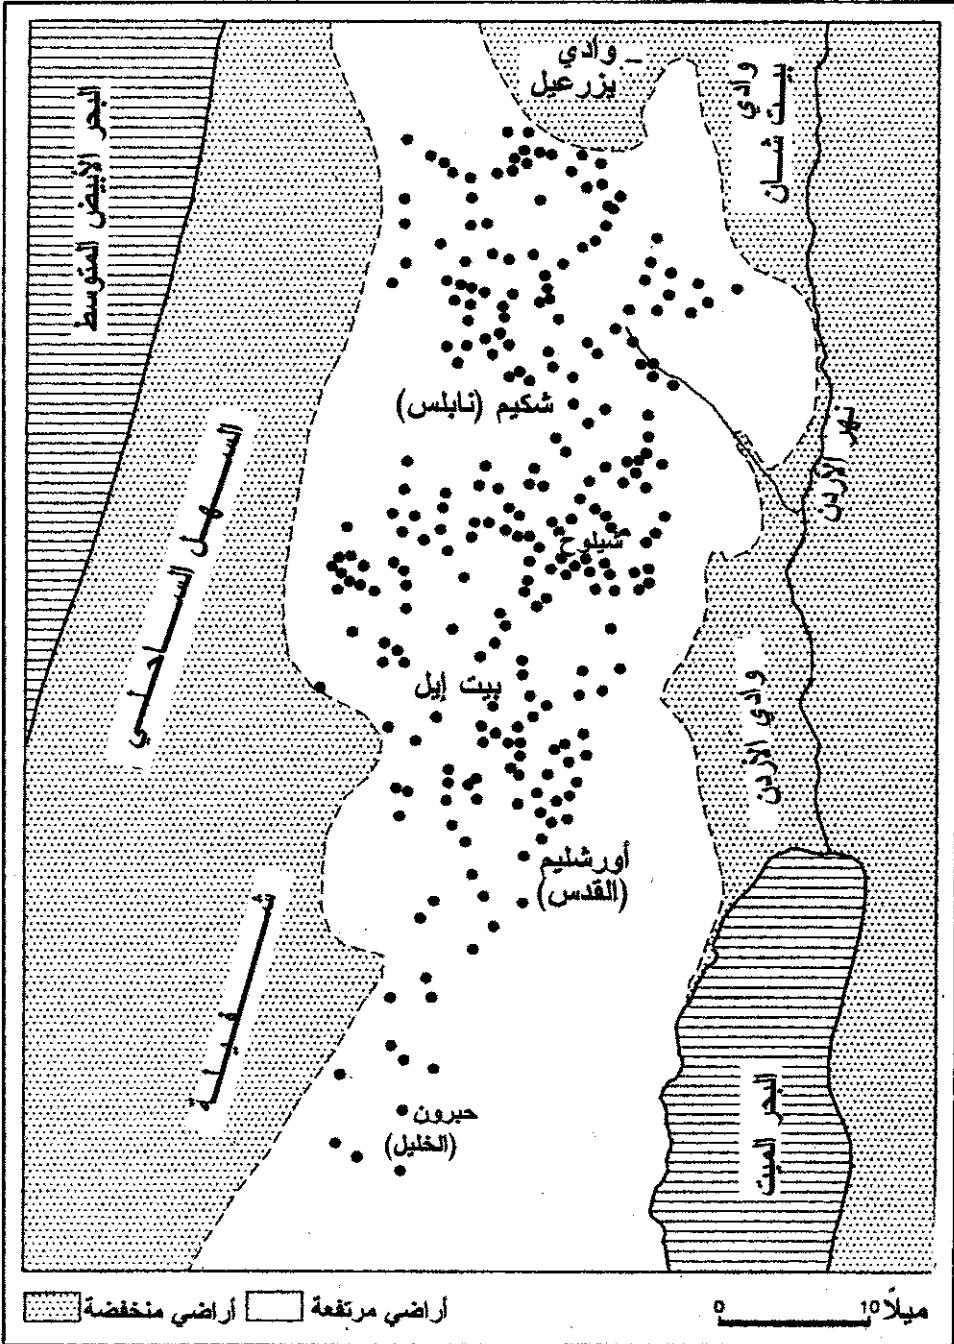 وادي
يزرعيل
وادي
بيت شان
البحر الأبيض المتوسط
شكيم (نابلس)
نهر الأردن
السهل الساحلي
شيلوح
بيت إيل
وادي الأردن
أورشليم
(القدس)
شفيلة
حبرون
(الخليل)
البحر الميت
أراضي منخفضة
أراضي مرتفعة
0
10 ميلاً